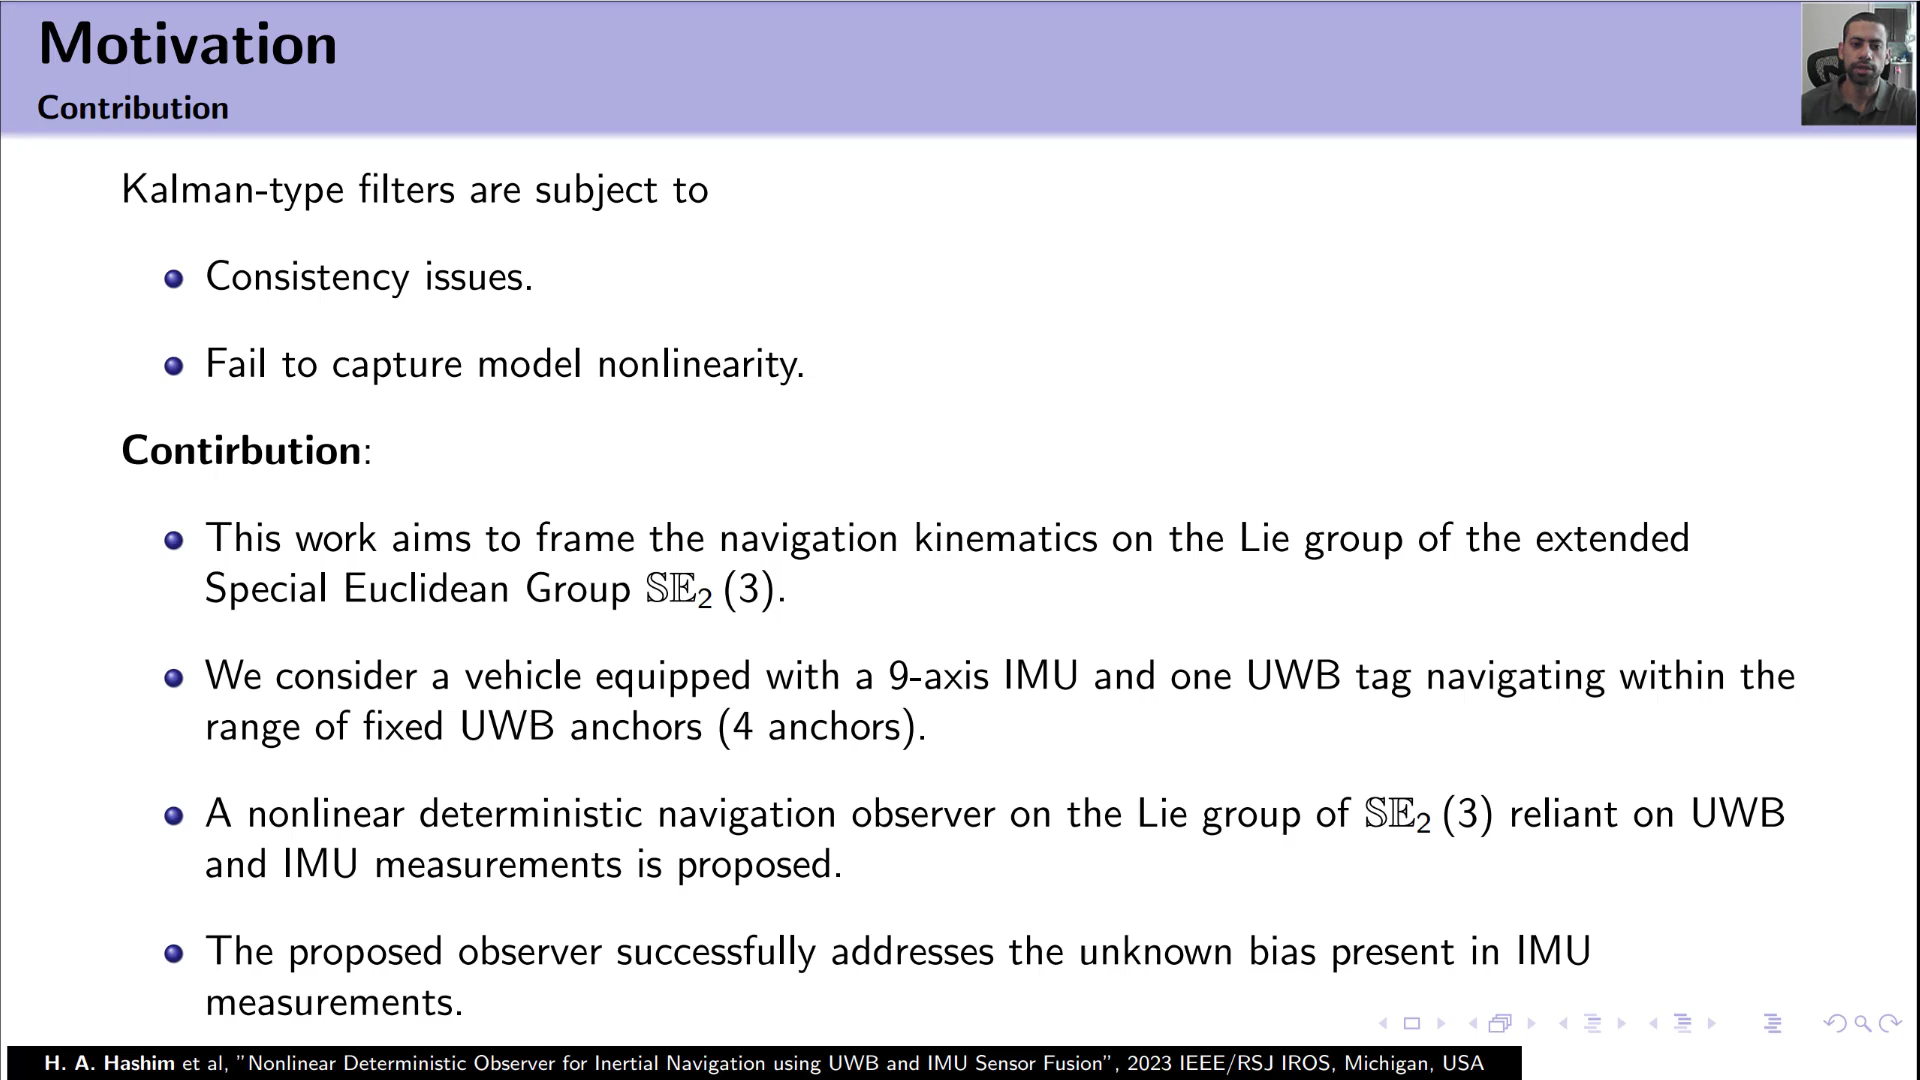 Motivation
Contribution
Kalman-type filters are subject to
Consistency issues.
Fail to capture model nonlinearity.
Contirbution:
This work aims to frame the navigation kinematics on the Lie group of the extended
Special Euclidean Group 𝕊𝔼₂ (3).
We consider a vehicle equipped with a 9-axis IMU and one UWB tag navigating within the
range of fixed UWB anchors (4 anchors).
A nonlinear deterministic navigation observer on the Lie group of 𝕊𝔼₂ (3) reliant on UWB
and IMU measurements is proposed.
The proposed observer successfully addresses the unknown bias present in IMU
measurements.
H. A. Hashim et al, "Nonlinear Deterministic Observer for Inertial Navigation using UWB and IMU Sensor Fusion", 2023 IEEE/RSJ IROS, Michigan, USA